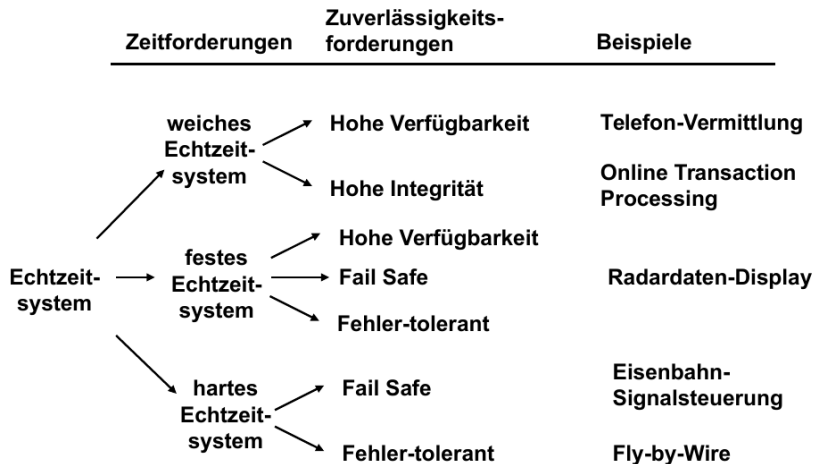 Zeitforderungen
Zuverlässigkeits-
forderungen
Beispiele
weiches
Echtzeit-
system
Hohe Verfügbarkeit
Telefon-Vermittlung
Hohe Integrität
Online Transaction
Processing
Echtzeit-
system
festes
Echtzeit-
system
Hohe Verfügbarkeit
Fail Safe
Radardaten-Display
Fehler-tolerant
hartes
Echtzeit-
system
Fail Safe
Eisenbahn-
Signalsteuerung
Fehler-tolerant
Fly-by-Wire